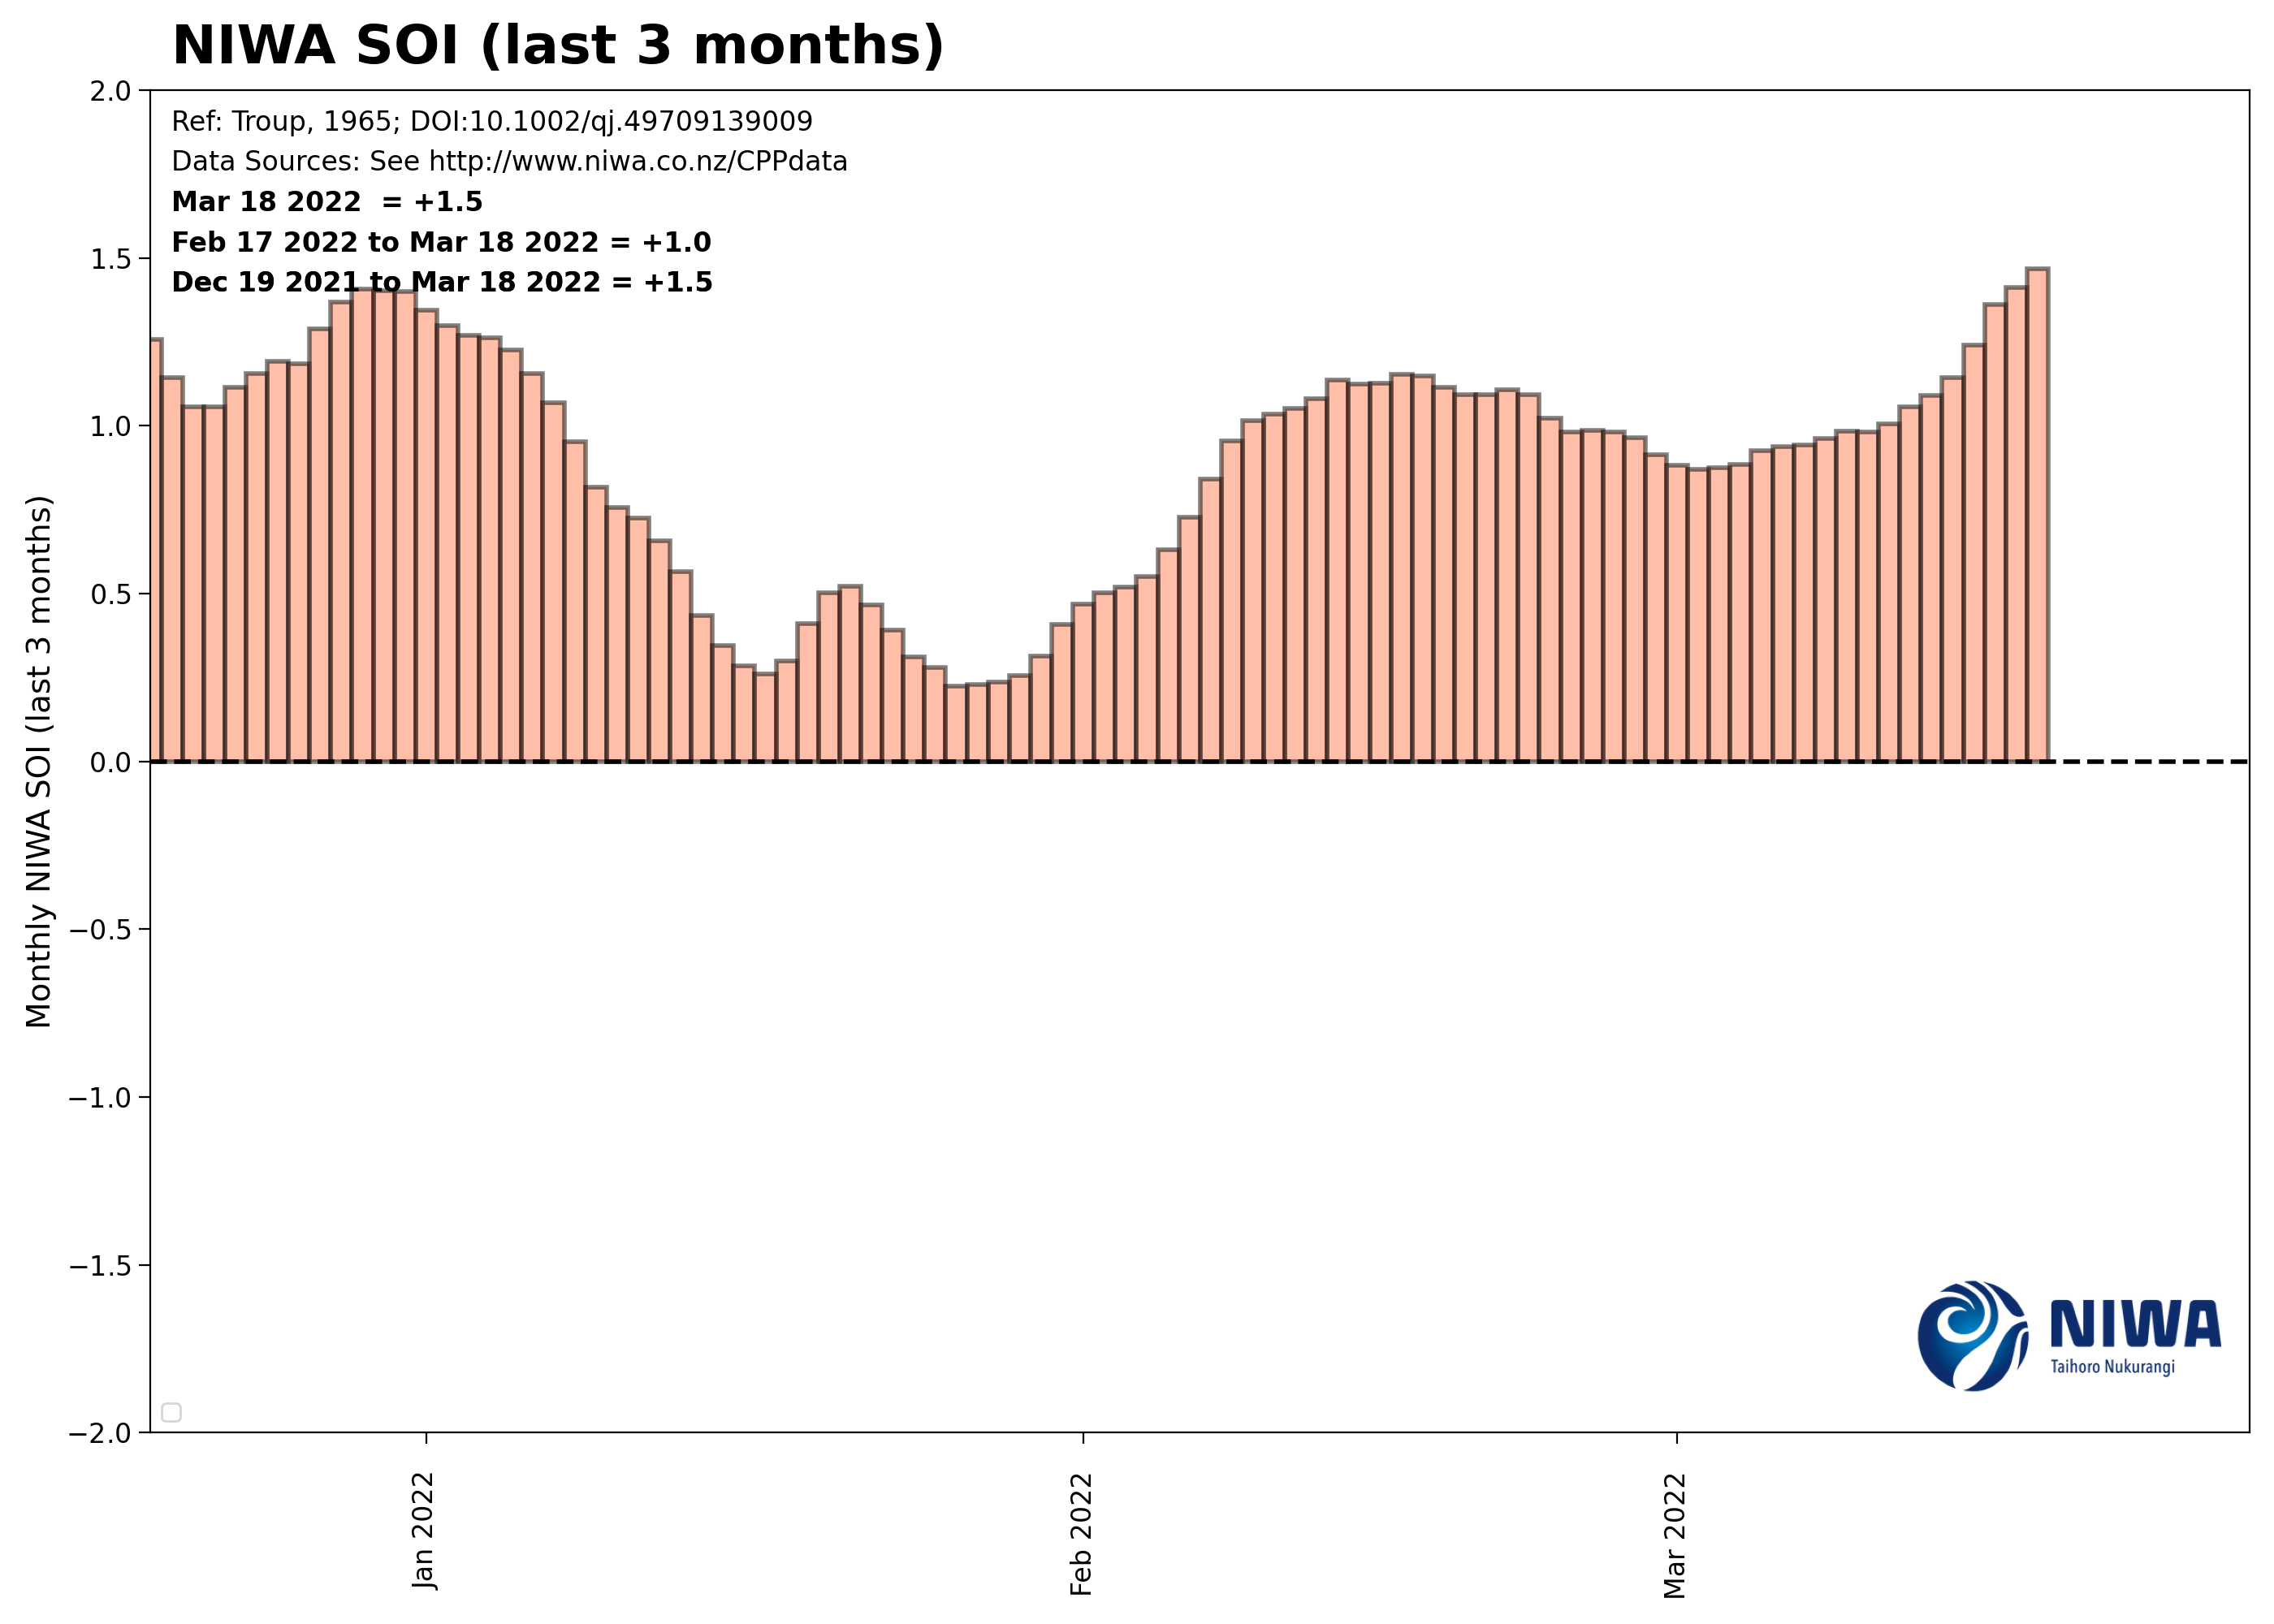 NIWA SOI (last 3 months)
Ref: Troup, 1965; DOI:10.1002/qj.49709139009
Data Sources: See http://www.niwa.co.nz/CPPdata
Mar 18 2022  = +1.5
Feb 17 2022 to Mar 18 2022 = +1.0
Dec 19 2021 to Mar 18 2022 = +1.5
Monthly NIWA SOI (last 3 months)
2.0
1.5
1.0
0.5
0.0
−0.5
−1.0
−1.5
−2.0
Jan 2022
Feb 2022
Mar 2022
NIWA
Taihoro Nukurangi